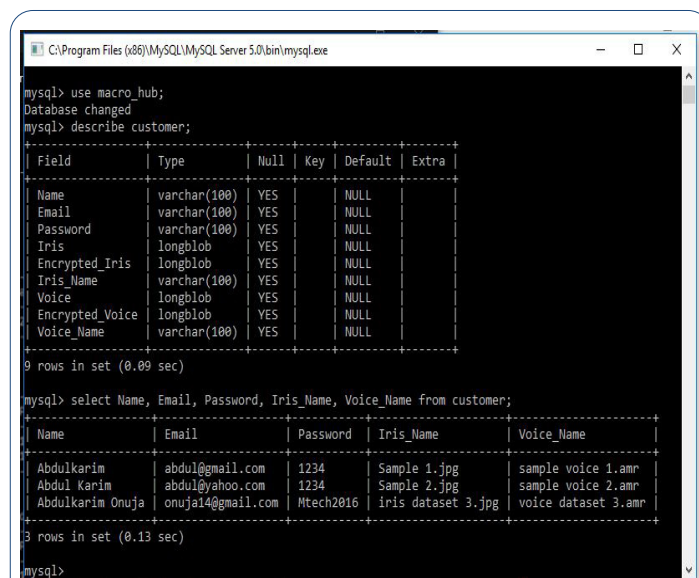 C:\Program Files (x86)\MySQL\MySQL Server 5.0\bin\mysql.exe
mysql> use macro_hub;
Database changed
mysql> describe customer;
+-----------------+--------------+------+-----+---------+-------+
| Field           | Type         | Null | Key | Default | Extra |
+-----------------+--------------+------+-----+---------+-------+
| Name            | varchar(100) | YES  |     | NULL    |       |
| Email           | varchar(100) | YES  |     | NULL    |       |
| Password        | varchar(100) | YES  |     | NULL    |       |
| Iris            | longblob     | YES  |     | NULL    |       |
| Encrypted_Iris  | longblob     | YES  |     | NULL    |       |
| Iris_Name       | varchar(100) | YES  |     | NULL    |       |
| Voice           | longblob     | YES  |     | NULL    |       |
| Encrypted_Voice | longblob     | YES  |     | NULL    |       |
| Voice_Name      | varchar(100) | YES  |     | NULL    |       |
+-----------------+--------------+------+-----+---------+-------+
9 rows in set (0.09 sec)
mysql> select Name, Email, Password, Iris_Name, Voice_Name from customer;
+-------------------+-------------------+-----------+--------------------+---------------------+
| Name              | Email             | Password  | Iris_Name          | Voice_Name          |
+-------------------+-------------------+-----------+--------------------+---------------------+
| Abdulkarim        | abdul@gmail.com   | 1234      | Sample 1.jpg       | sample voice 1.amr  |
| Abdul Karim       | abdul@yahoo.com   | 1234      | Sample 2.jpg       | sample voice 2.amr  |
| Abdulkarim Onuja  | onuja14@gmail.com | Mtech2016 | iris dataset 3.jpg | voice dataset 3.amr |
+-------------------+-------------------+-----------+--------------------+---------------------+
3 rows in set (0.13 sec)
mysql>